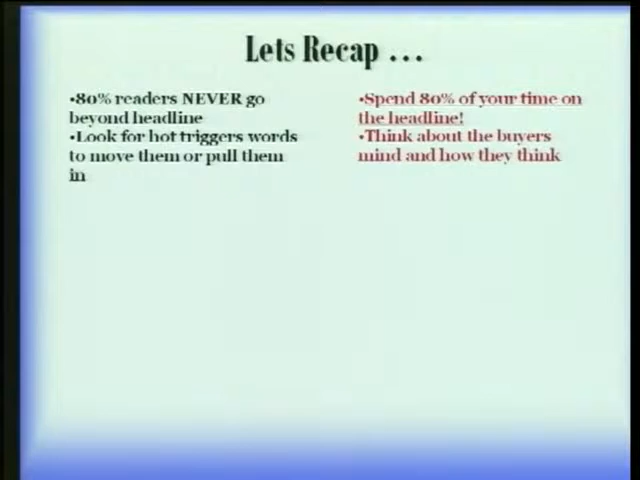 Lets Recap ...
•80% readers NEVER go
beyond headline
•Look for hot triggers words
to move them or pull them
in
•Spend 80% of your time on
the headline!
•Think about the buyers
mind and how they think